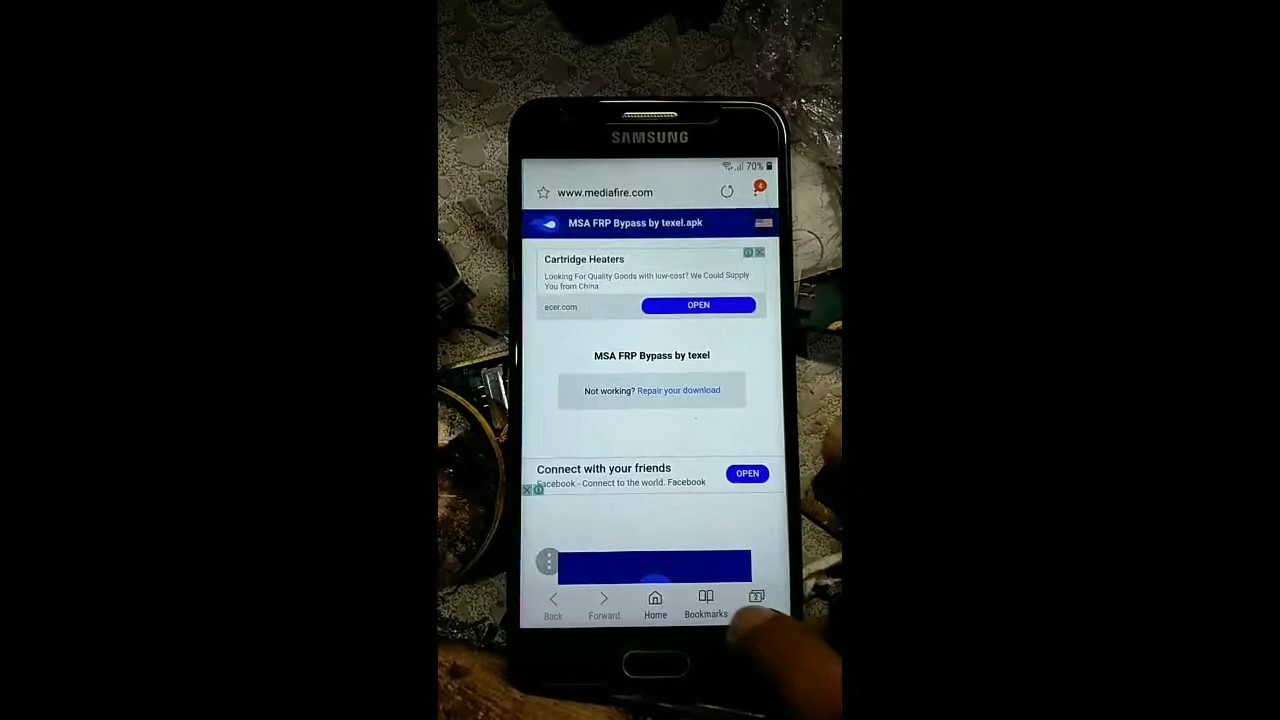 SAMSUNG
70%
www.mediafire.com
4
MSA FRP Bypass by texel.apk
Cartridge Heaters
Looking For Quality Goods with low-cost? We Could Supply
You from China
ecer.com
OPEN
MSA FRP Bypass by texel
Not working? Repair your download
Connect with your friends
OPEN
Facebook - Connect to the world. Facebook
2
Back
Forward
Home
Bookmarks